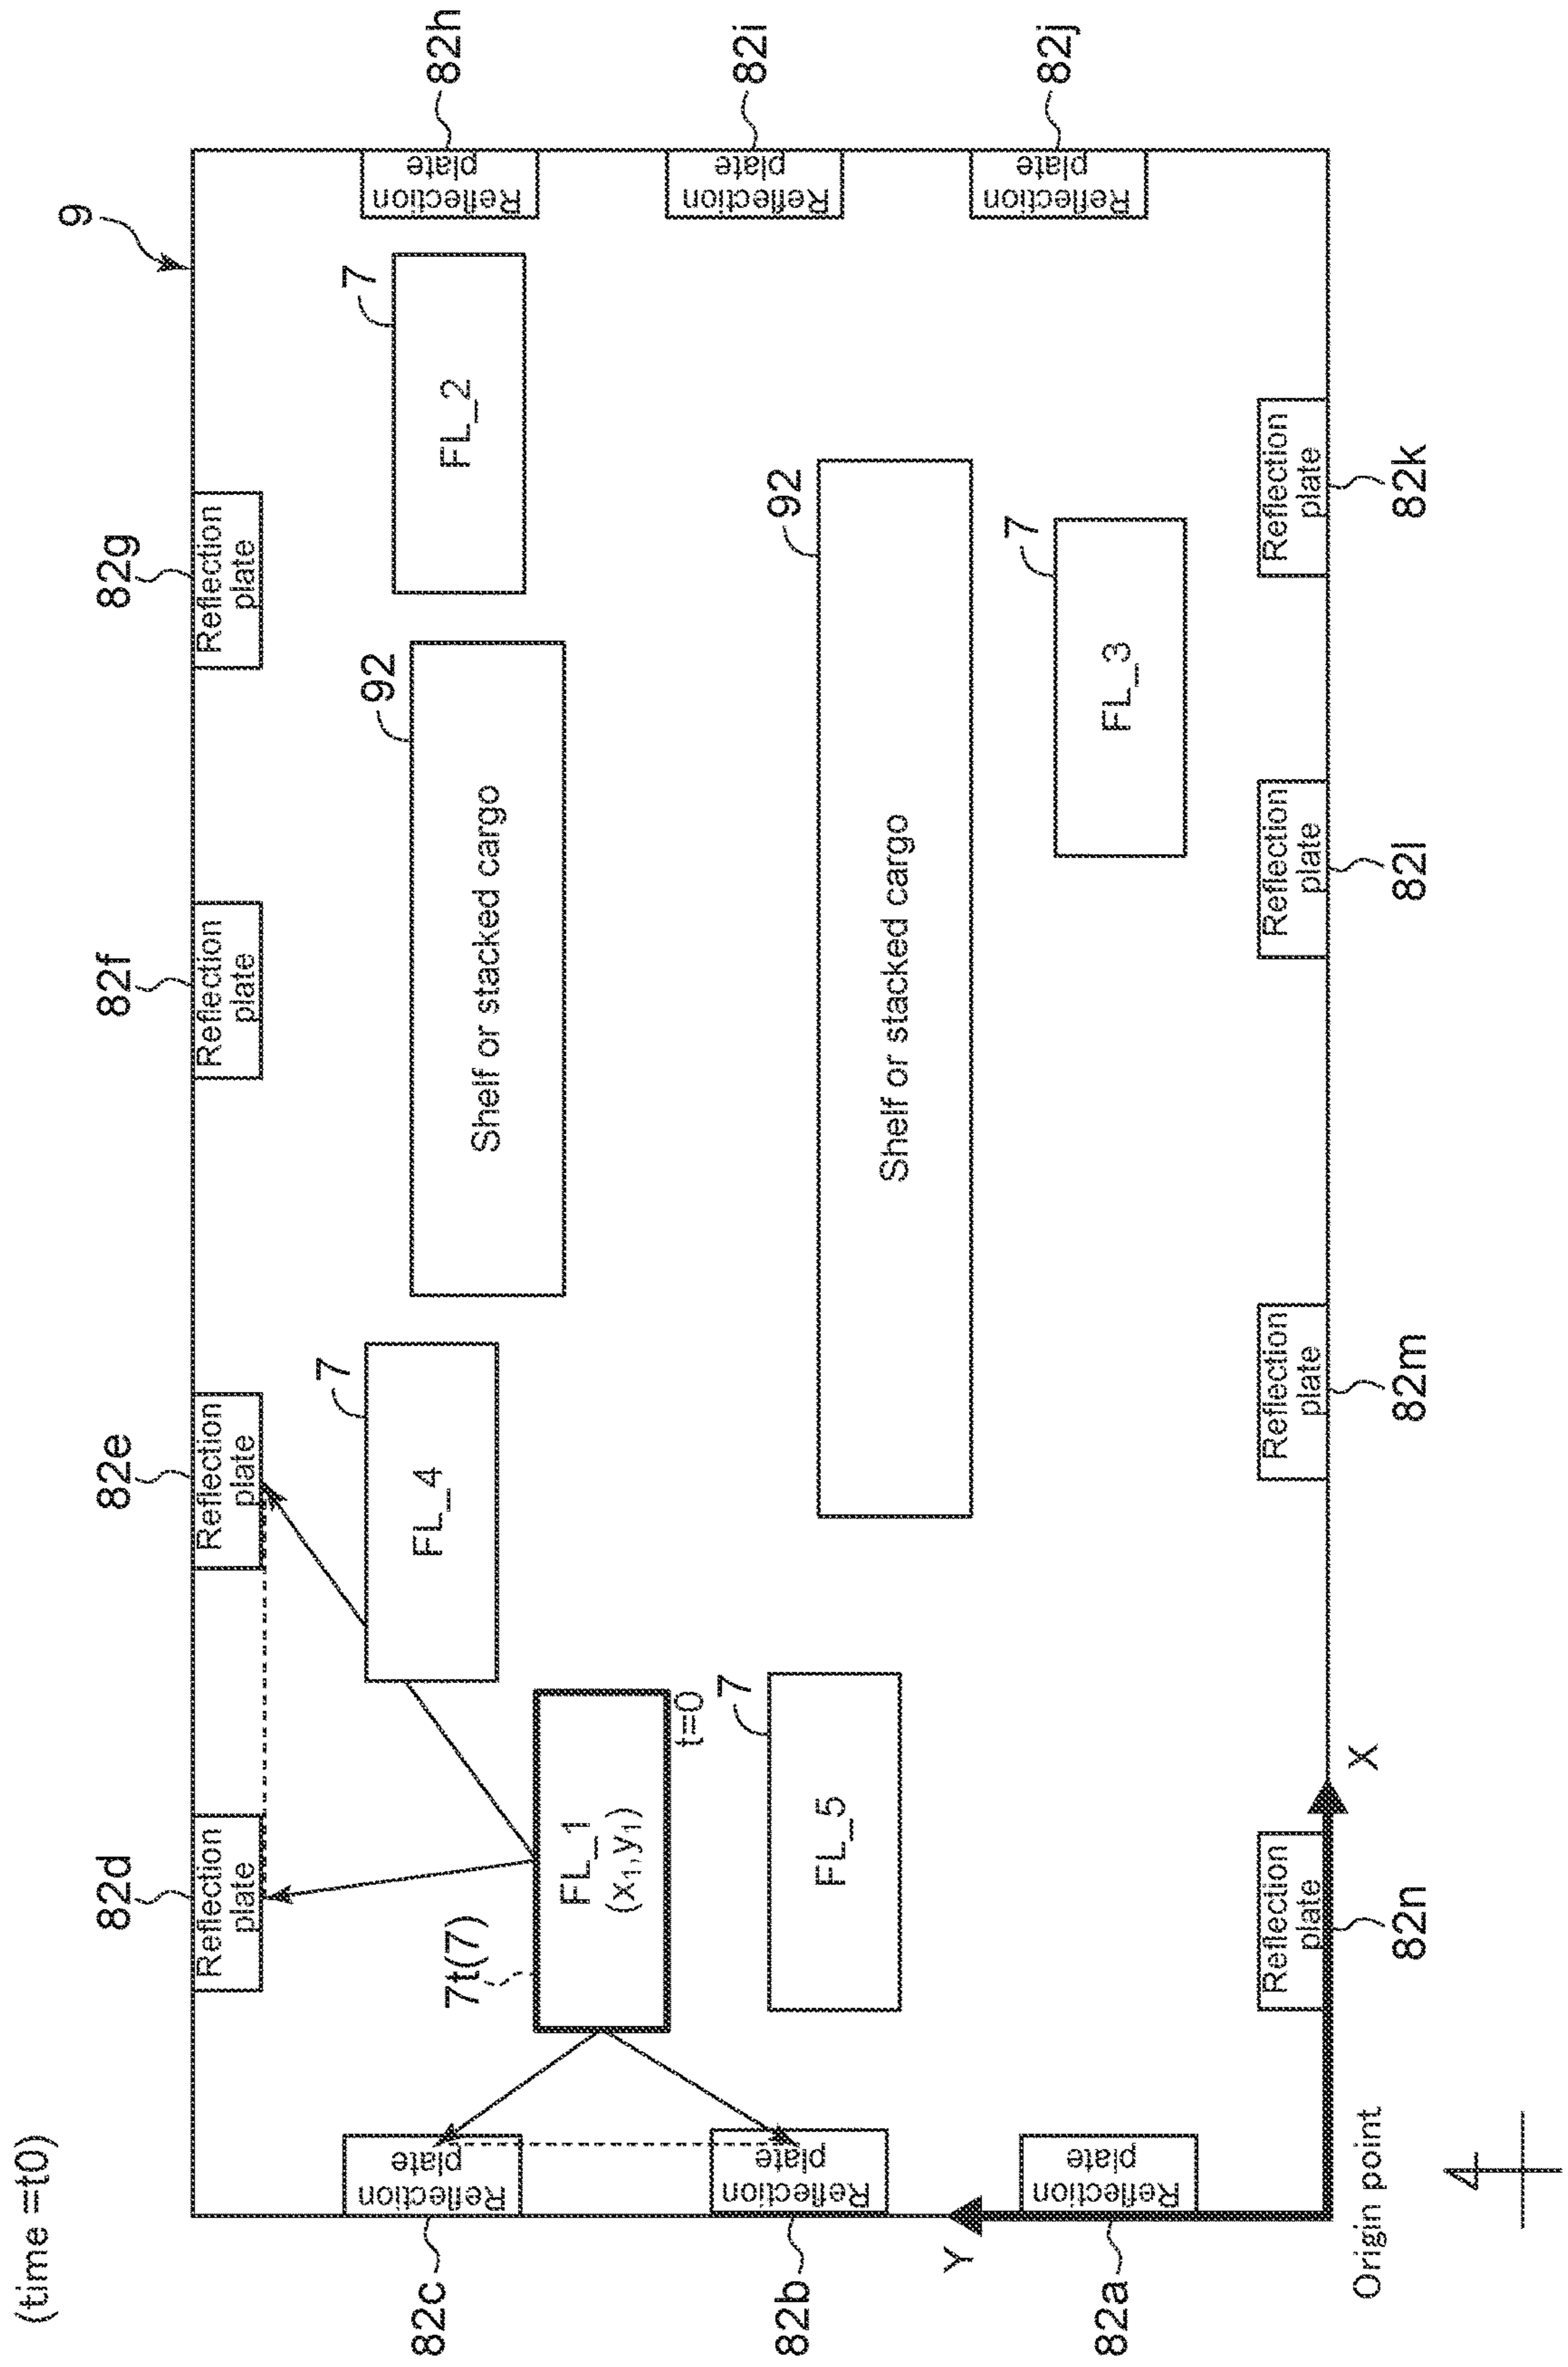 (time =t0)
9
82d
82e
82f
82g
Reflection
plate
Reflection
plate
Reflection
plate
Reflection
plate
82c
Reflection
plate
82b
Reflection
plate
82a
Reflection
plate
82h
Reflection
plate
82i
Reflection
plate
82j
Reflection
plate
7t(7)
FL_1
(x₁,y₁)
t=0
7
FL_4
92
Shelf or stacked cargo
7
FL_2
7
FL_5
92
Shelf or stacked cargo
7
FL_3
Y
X
Origin point
Reflection
plate
82n
Reflection
plate
82m
Reflection
plate
82l
Reflection
plate
82k